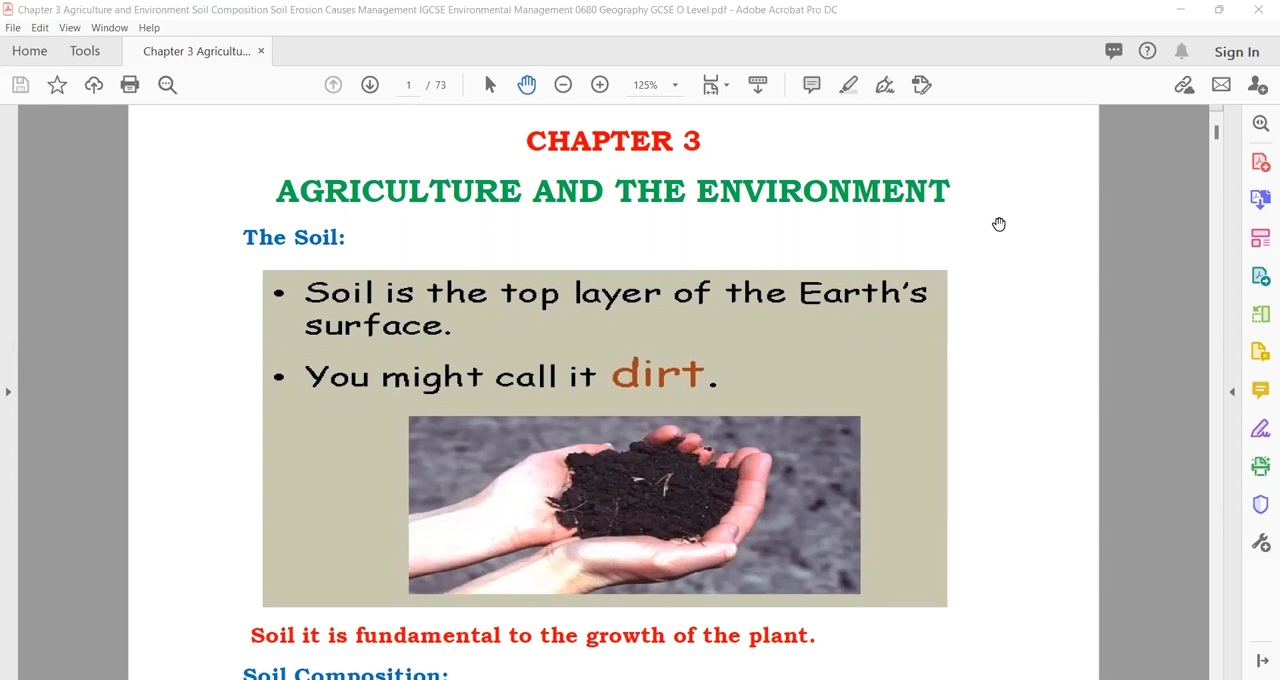 Chapter 3 Agriculture and Environment Soil Composition Soil Erosion Causes Management IGCSE Environmental Management 0680 Geography GCSE O Level.pdf - Adobe Acrobat Pro DC
File Edit View Window Help
Home Tools Chapter 3 Agricultu... × Sign In
1 / 73 125%
CHAPTER 3
AGRICULTURE AND THE ENVIRONMENT
The Soil:
• Soil is the top layer of the Earth's
surface.
• You might call it dirt.
Soil it is fundamental to the growth of the plant.
Soil Composition: